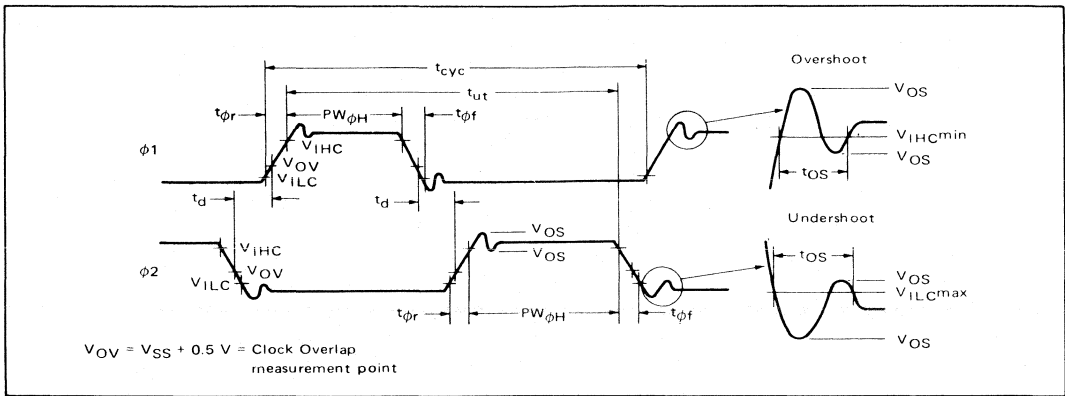 tcyc
Overshoot
tut
VOS
tϕr
PWϕH
tϕf
ϕ1
VIHC
VIHCmin
VOV
VILC
VOS
tOS
td
td
Undershoot
VOS
tOS
VIHC
VOS
VOS
ϕ2
VOV
VILCmax
VILC
tϕr
PWϕH
tϕf
VOS
VOV = VSS + 0.5 V = Clock Overlap
measurement point